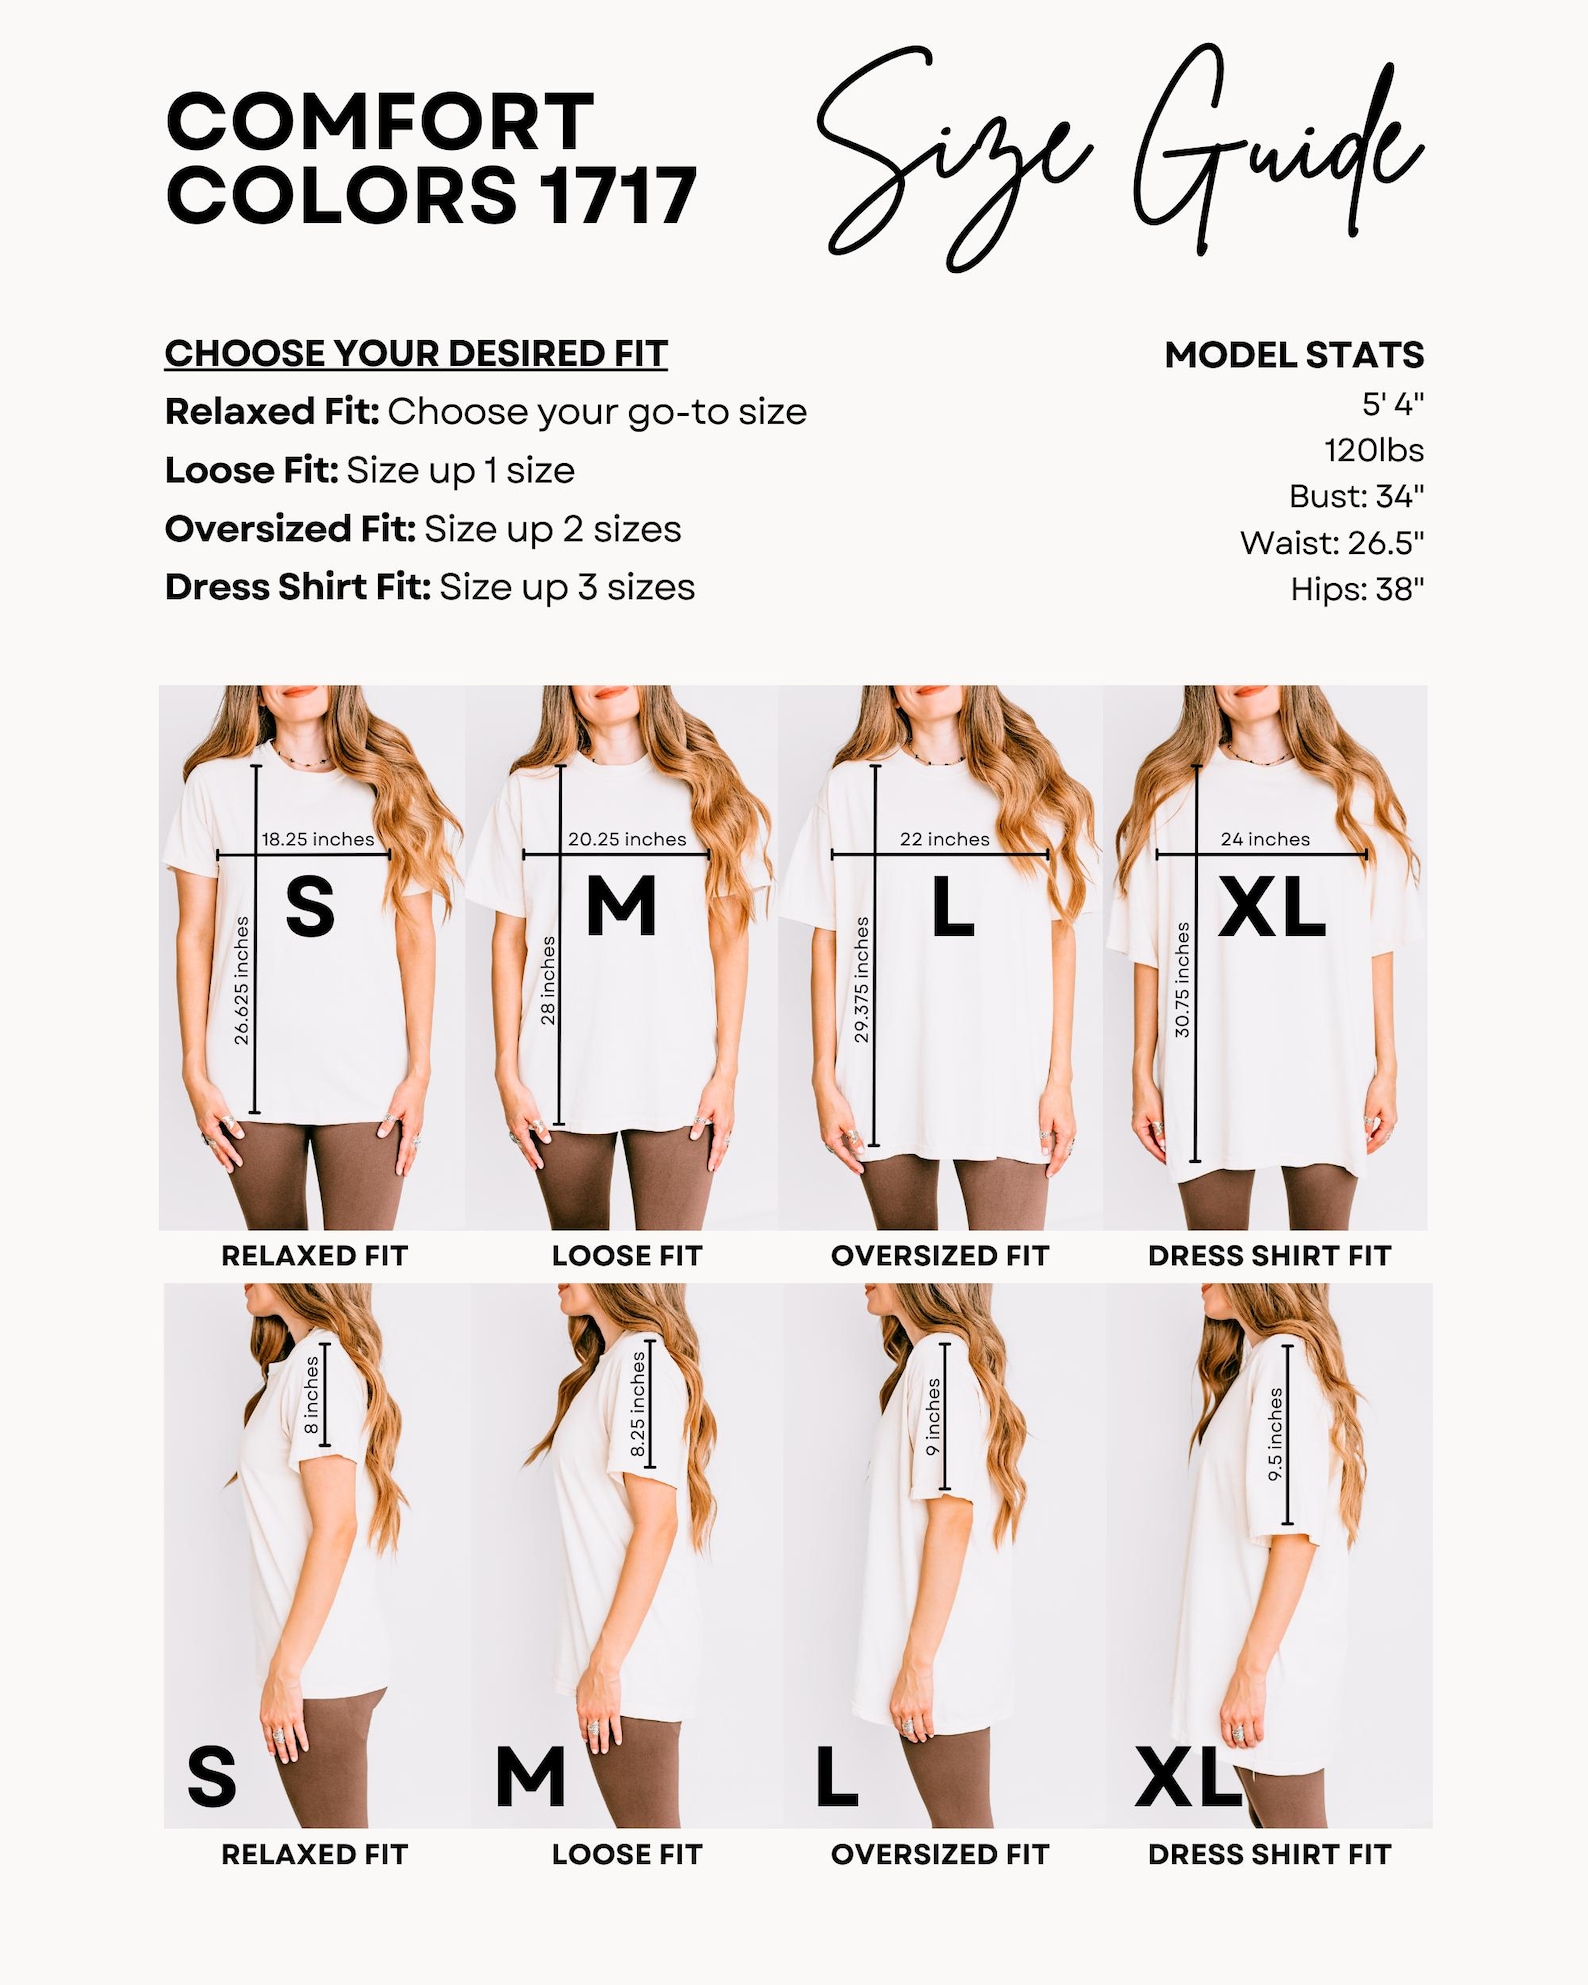 COMFORT
COLORS 1717
Size Guide
CHOOSE YOUR DESIRED FIT
Relaxed Fit: Choose your go-to size
Loose Fit: Size up 1 size
Oversized Fit: Size up 2 sizes
Dress Shirt Fit: Size up 3 sizes
MODEL STATS
5' 4"
120lbs
Bust: 34"
Waist: 26.5"
Hips: 38"
18.25 inches
S
26.625 inches
20.25 inches
M
28 inches
22 inches
L
29.375 inches
24 inches
XL
30.75 inches
RELAXED FIT
LOOSE FIT
OVERSIZED FIT
DRESS SHIRT FIT
8 inches
S
8.25 inches
M
9 inches
L
9.5 inches
XL
RELAXED FIT
LOOSE FIT
OVERSIZED FIT
DRESS SHIRT FIT